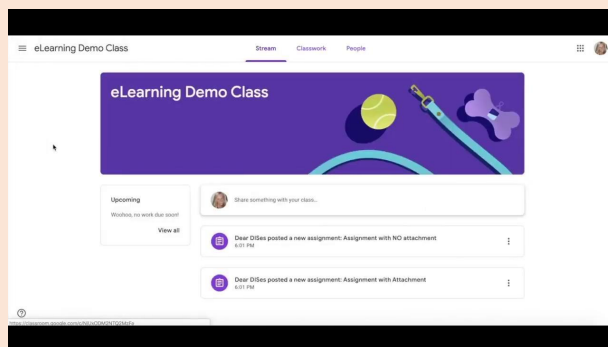 eLearning Demo Class
Stream
Classwork
People
eLearning Demo Class
Upcoming
Woohoo, no work due soon!
View all
Share something with your class...
Dear DISes posted a new assignment: Assignment with NO attachment
6:01 PM
Dear DISes posted a new assignment: Assignment with Attachment
6:01 PM